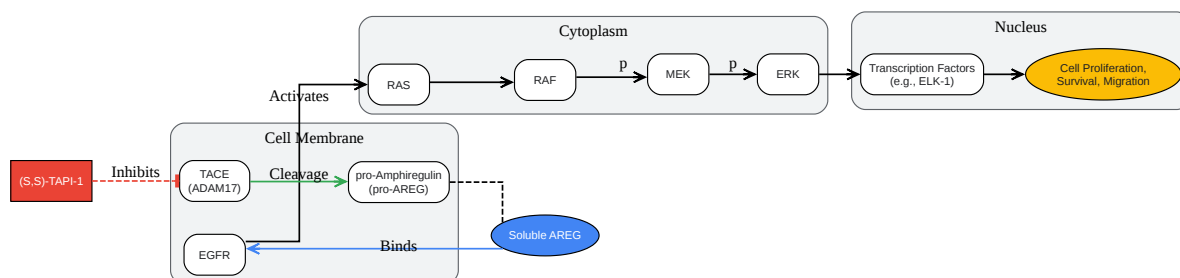 Cytoplasm
Nucleus
RAS
RAF
p
MEK
p
ERK
Transcription Factors
(e.g., ELK-1)
Cell Proliferation,
Survival, Migration
Activates
Cell Membrane
(S,S)-TAPI-1
Inhibits
TACE
(ADAM17)
Cleavage
pro-Amphiregulin
(pro-AREG)
Soluble AREG
EGFR
Binds